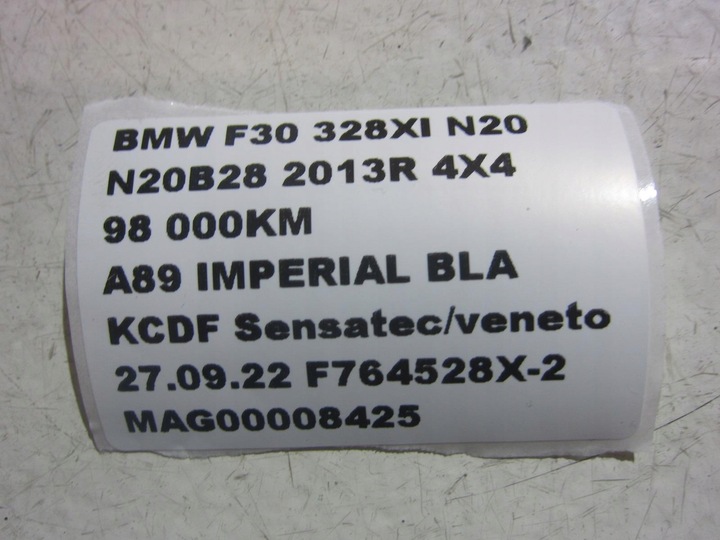 BMW F30 328XI N20
N20B28 2013R 4X4
98 000KM
A89 IMPERIAL BLA
KCDF Sensatec/veneto
27.09.22 F764528X-2
MAG00008425